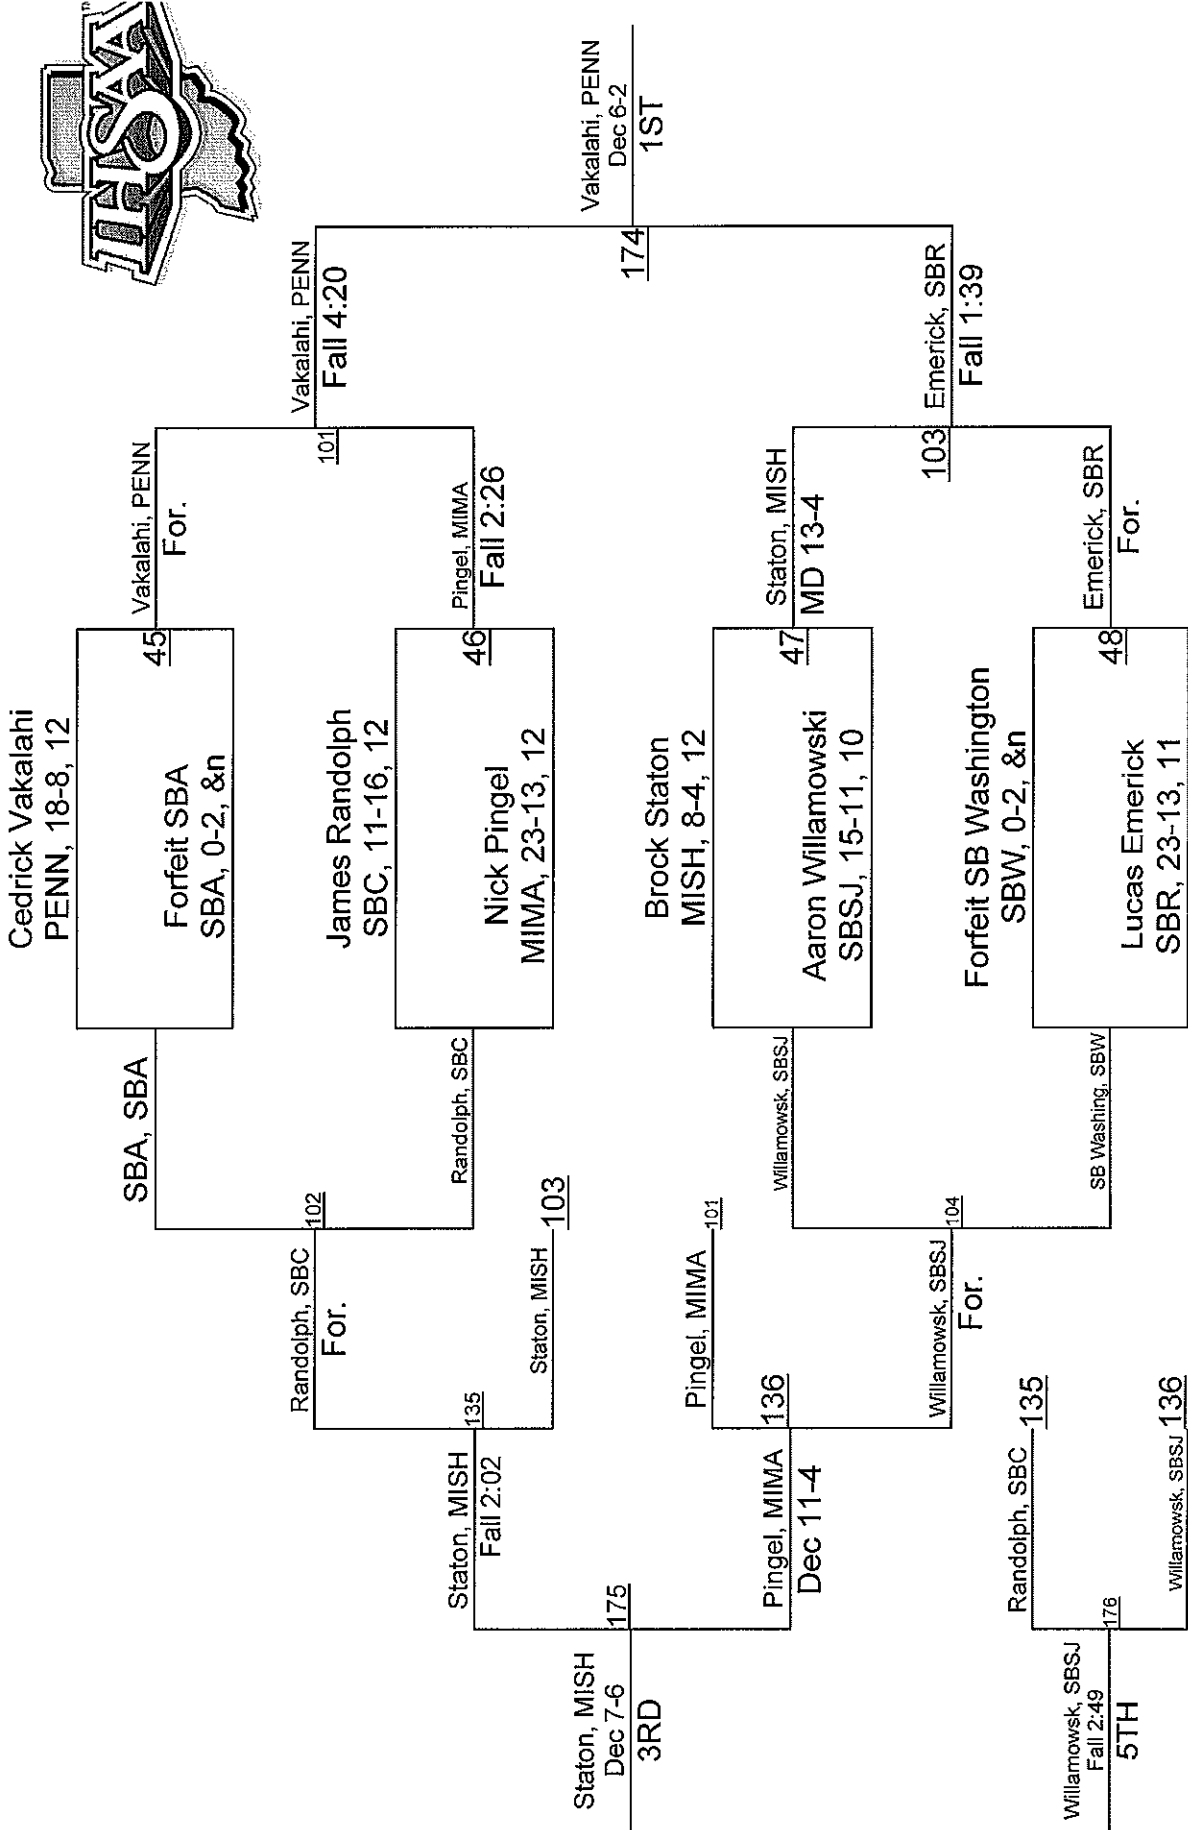 IHSAA
TM
Cedrick Vakalahi
PENN, 18-8, 12
45
Forfeit SBA
SBA, 0-2, &n
James Randolph
SBC, 11-16, 12
46
Nick Pingel
MIMA, 23-13, 12
Brock Staton
MISH, 8-4, 12
47
Aaron Willamowski
SBSJ, 15-11, 10
Forfeit SB Washington
SBW, 0-2, &n
48
Lucas Emerick
SBR, 23-13, 11
Vakalahi, PENN
For.
Pingel, MIMA
Fall 2:26
Staton, MISH
MD 13-4
Emerick, SBR
For.
101
Vakalahi, PENN
Fall 4:20
103
Emerick, SBR
Fall 1:39
174
Vakalahi, PENN
Dec 6-2
1ST
SBA, SBA
Randolph, SBC
Willamowsk, SBSJ
SB Washing, SBW
102
Randolph, SBC
For.
Staton, MISH
103
Pingel, MIMA
101
104
Willamowsk, SBSJ
For.
135
Staton, MISH
Fall 2:02
136
Pingel, MIMA
Dec 11-4
175
Staton, MISH
Dec 7-6
3RD
Randolph, SBC
135
Willamowsk, SBSJ
136
176
Willamowsk, SBSJ
Fall 2:49
5TH